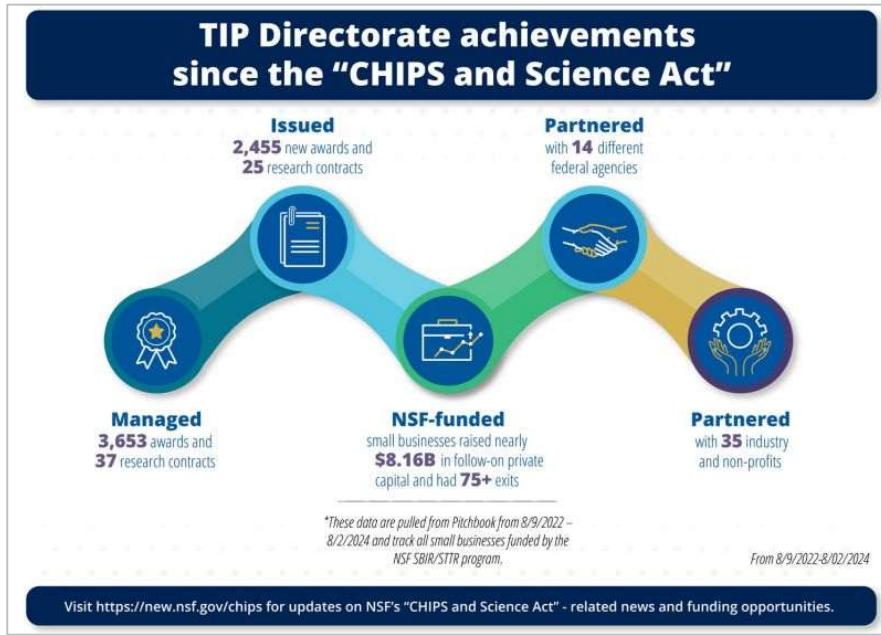 TIP Directorate achievements
since the “CHIPS and Science Act”
Issued
2,455 new awards and
25 research contracts
Partnered
with 14 different
federal agencies
Managed
3,653 awards and
37 research contracts
NSF-funded
small businesses raised nearly
$8.16B in follow-on private
capital and had 75+ exits
Partnered
with 35 industry
and non-profits
*These data are pulled from Pitchbook from 8/9/2022 –
8/2/2024 and track all small businesses funded by the
NSF SBIR/STTR program.
From 8/9/2022-8/02/2024
Visit https://new.nsf.gov/chips for updates on NSF’s “CHIPS and Science Act” - related news and funding opportunities.